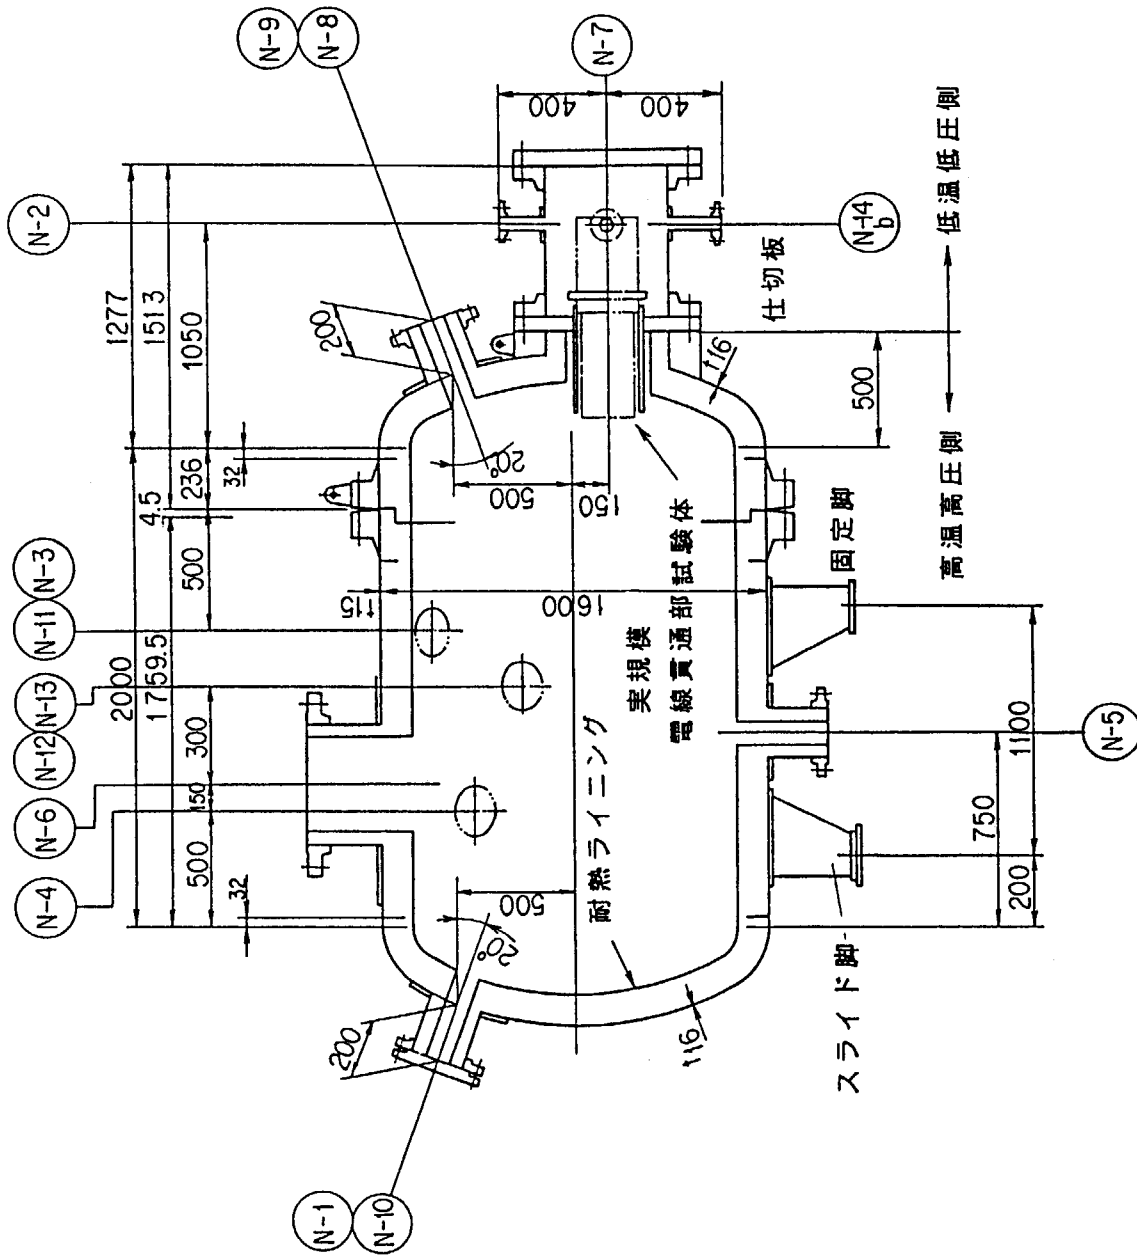 N-9
N-8
N-7
N-2
N-14
b
N-3
N-11
N-13
N-12
N-6
N-4
N-1
N-10
N-5
1277
1513
1050
236
32
4.5
500
2000
1759.5
300
150
500
32
200
20°
500
150
400
400
t16
500
t15
1600
200
20°
500
t16
750
1100
200
仕切板
低温低圧側
高温高圧側
固定脚
実規模
電線貫通部試験体
耐熱ライニング
スライド脚